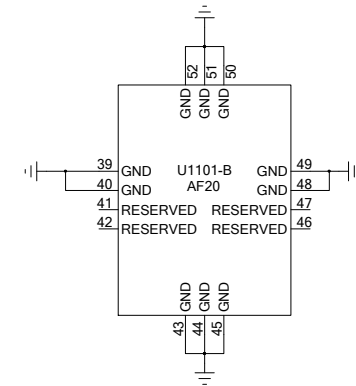 52
51
50
GND
GND
GND
39 GND U1101-B GND 49
40 GND AF20 GND 48
41 RESERVED RESERVED 47
42 RESERVED RESERVED 46
GND
GND
GND
43
44
45